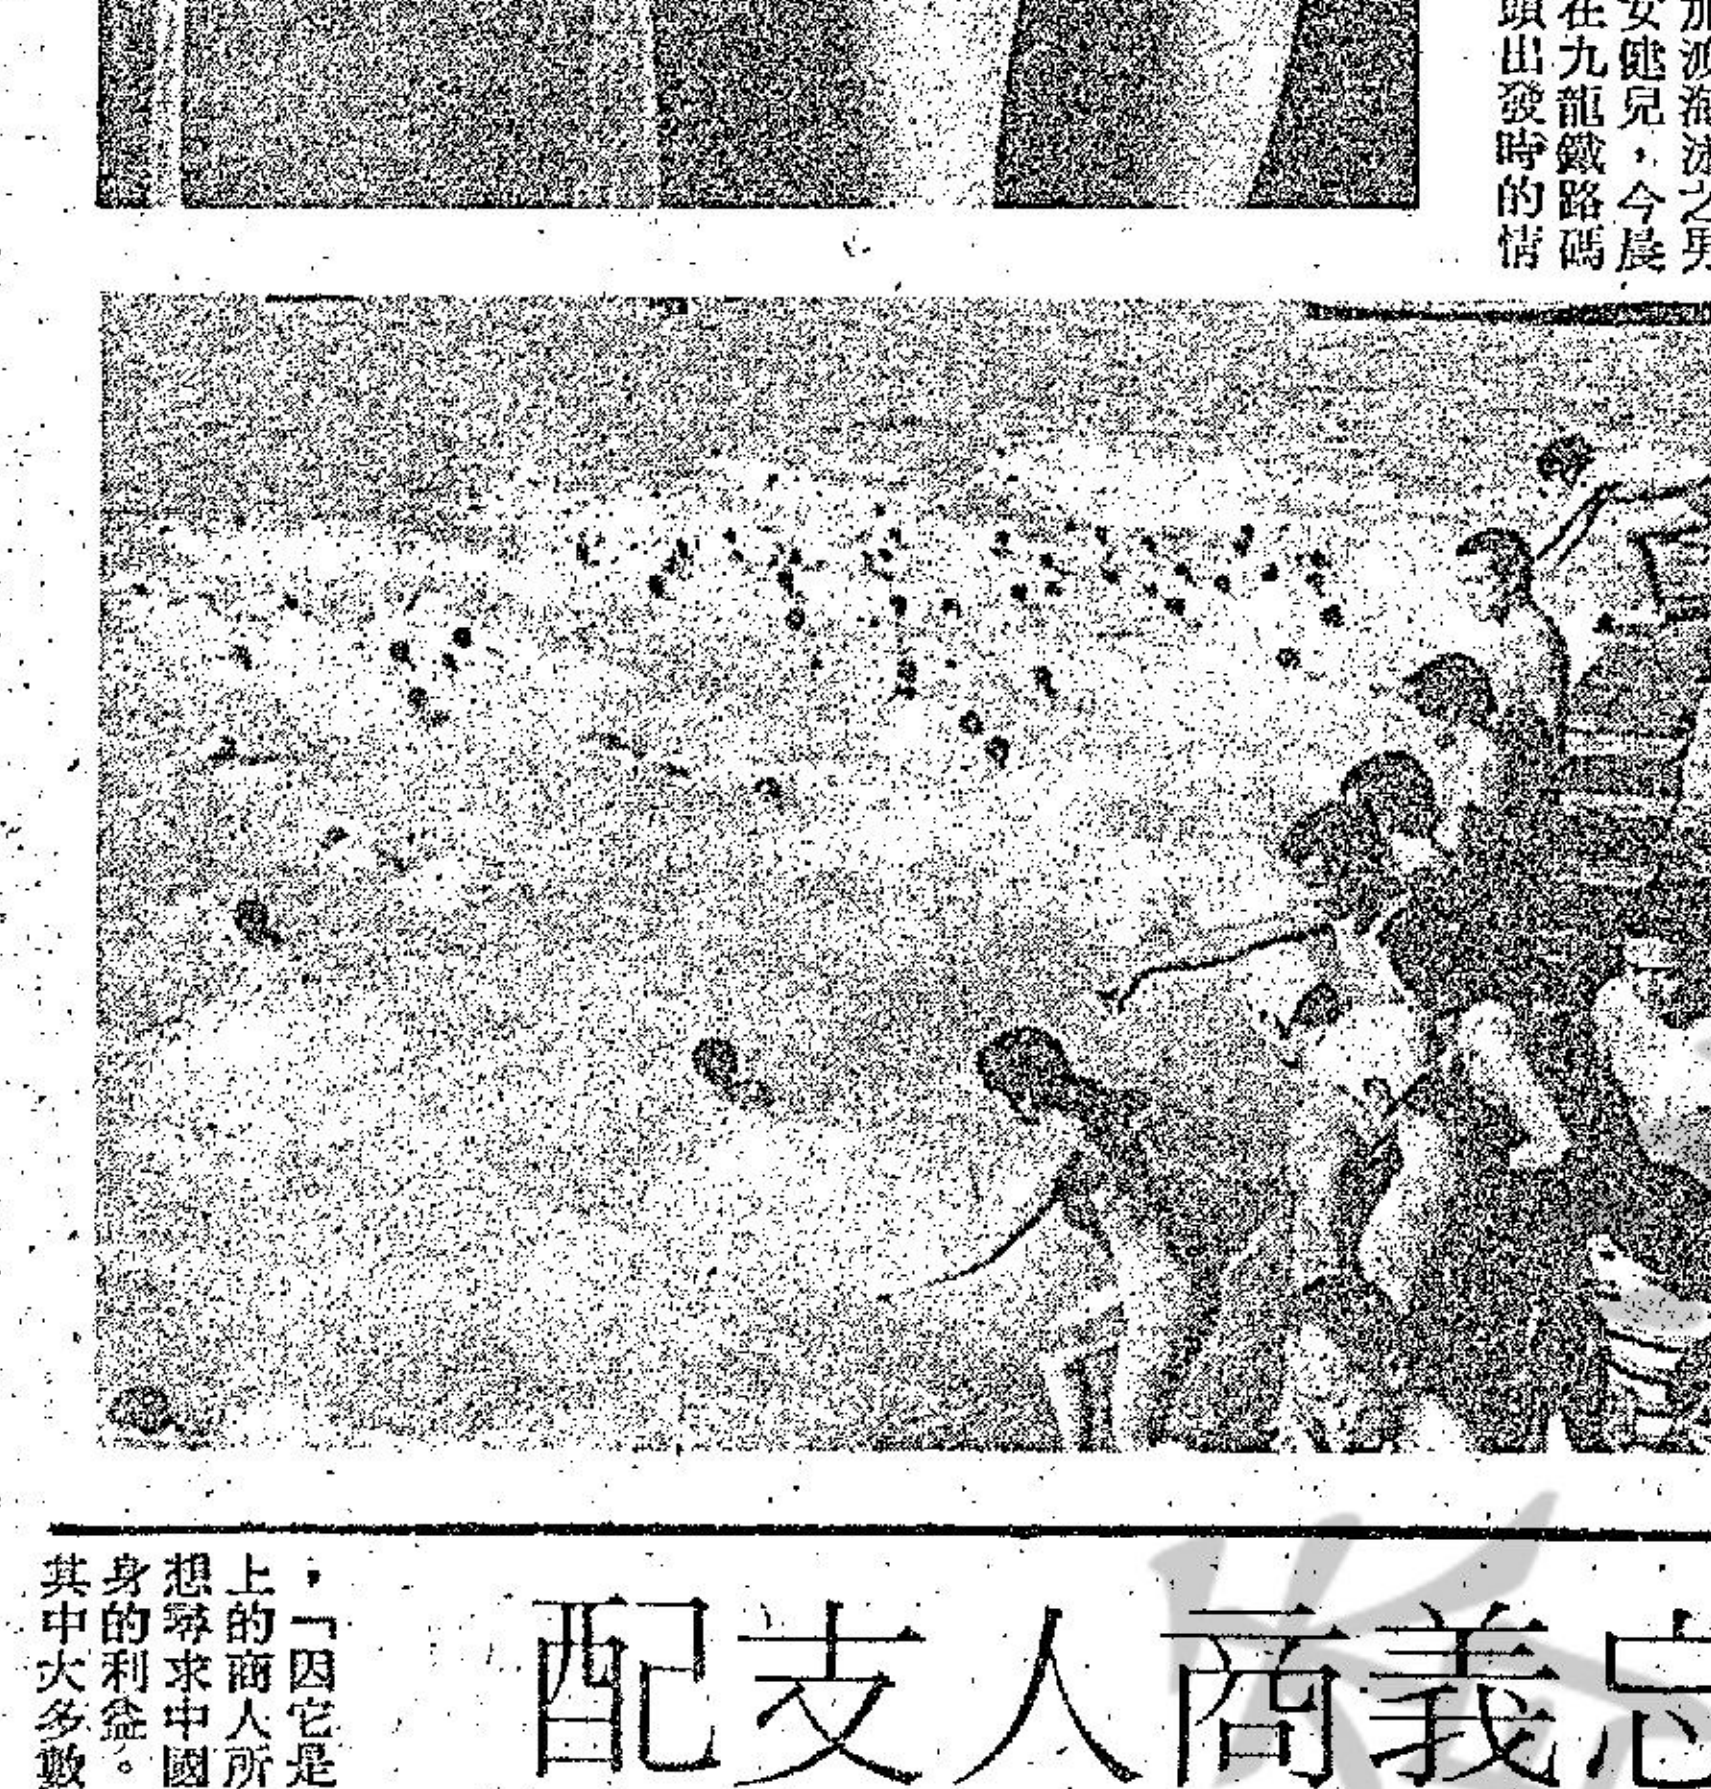 加渡海泳之男
女健兒，今晨
在九龍鐵路碼
頭出發時的情
忘義商人支配
，「因它是
上的商人所
想尋求中國
身的利益。
其中大多數